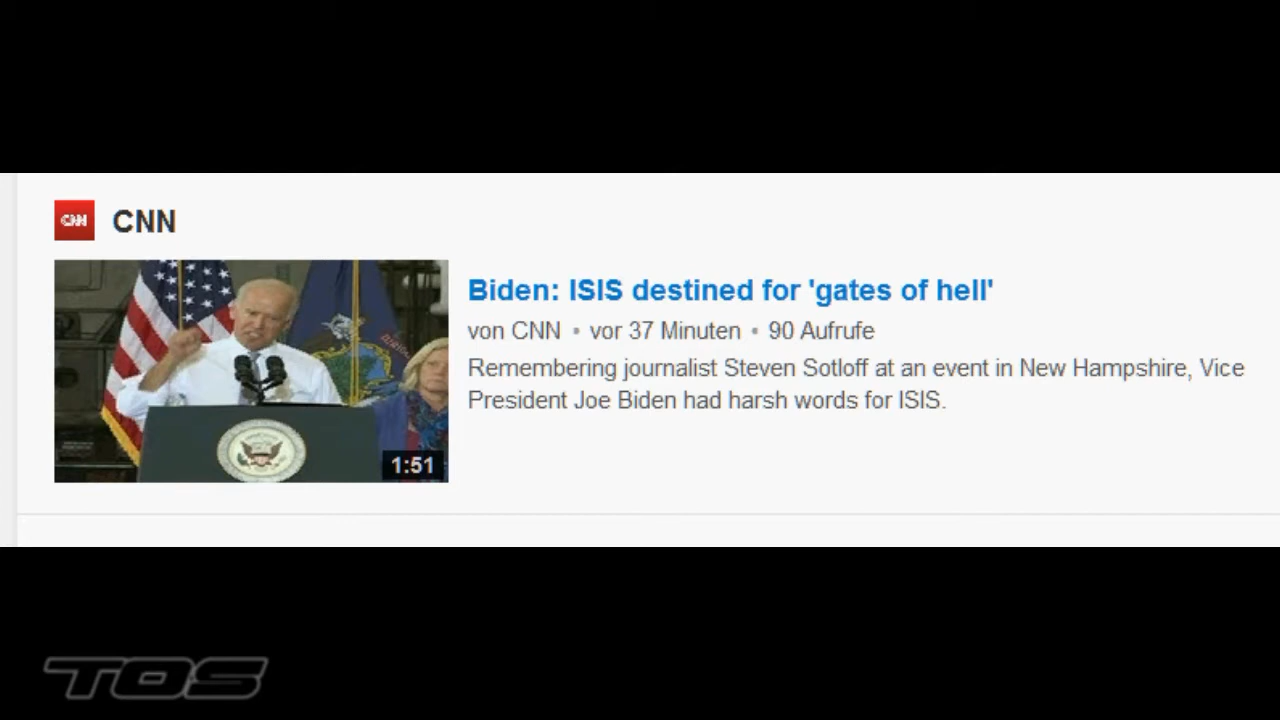 CNN CNN
Biden: ISIS destined for 'gates of hell'
von CNN • vor 37 Minuten • 90 Aufrufe
Remembering journalist Steven Sotloff at an event in New Hampshire, Vice
President Joe Biden had harsh words for ISIS.
1:51
TOS